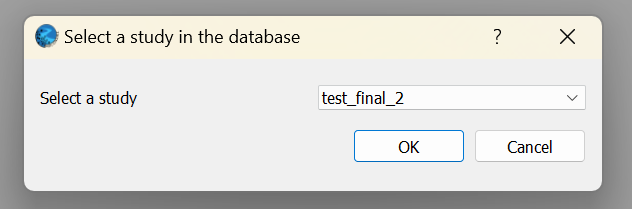 Select a study in the database
Select a study test_final_2
OK Cancel